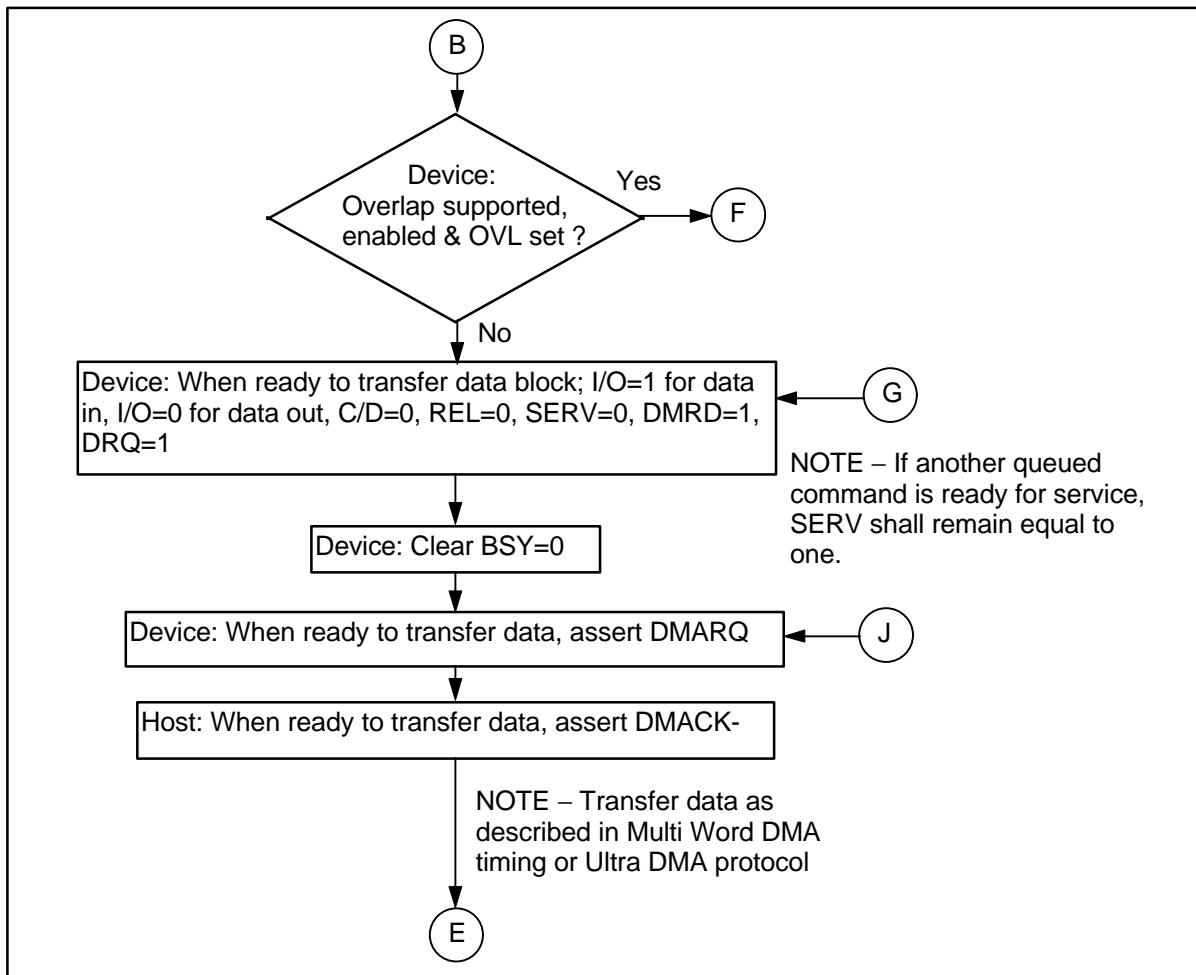 B
Device:
Overlap supported,
enabled & OVL set ?
Yes
F
No
Device: When ready to transfer data block; I/O=1 for data
in, I/O=0 for data out, C/D=0, REL=0, SERV=0, DMRD=1,
DRQ=1
G
NOTE – If another queued
command is ready for service,
SERV shall remain equal to
one.
Device: Clear BSY=0
Device: When ready to transfer data, assert DMARQ
J
Host: When ready to transfer data, assert DMACK-
NOTE – Transfer data as
described in Multi Word DMA
timing or Ultra DMA protocol
E